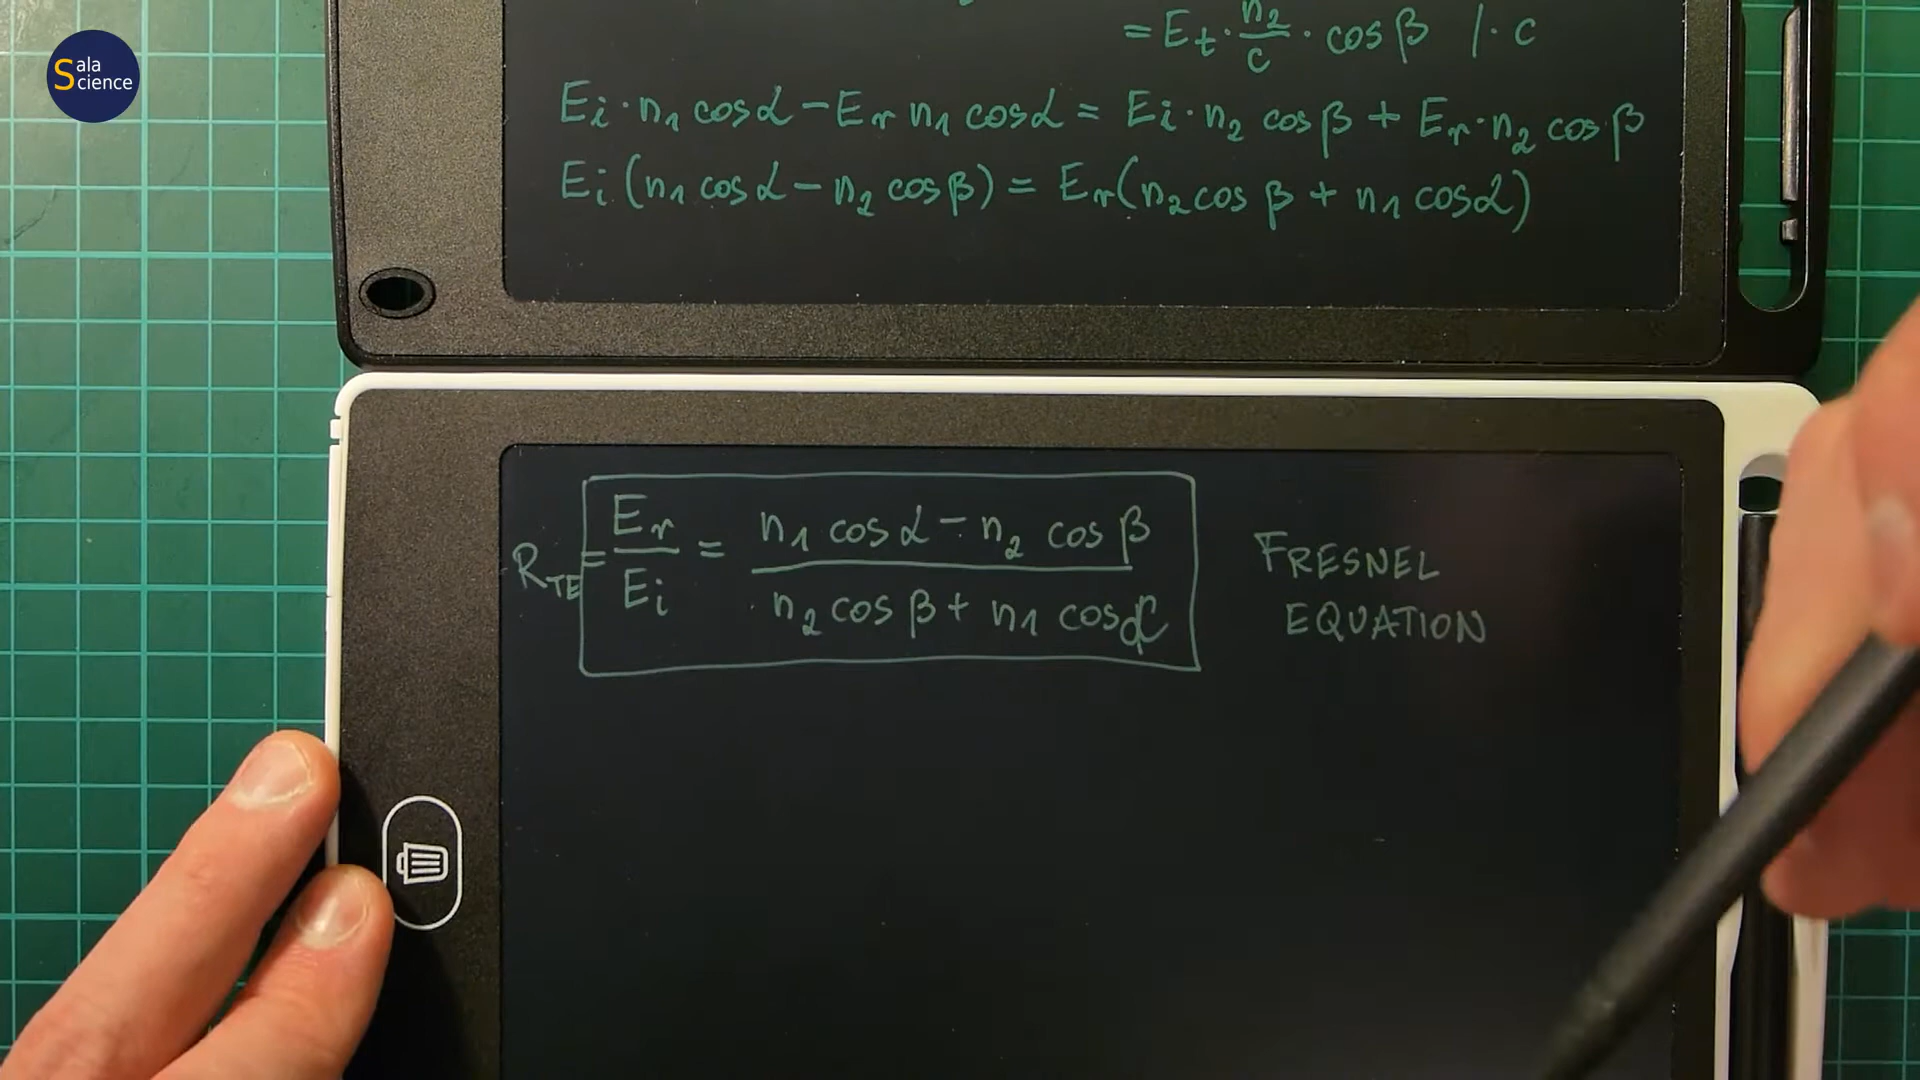 Sala
Science
= Et · n2/c · cos β /· c
Ei · n1 cos α − Er n1 cos α = Ei · n2 cos β + Er · n2 cos β
Ei (n1 cos α − n2 cos β) = Er (n2 cos β + n1 cos α)
RTE = Er/Ei = n1 cos α − n2 cos β / n2 cos β + n1 cos α
FRESNEL
EQUATION